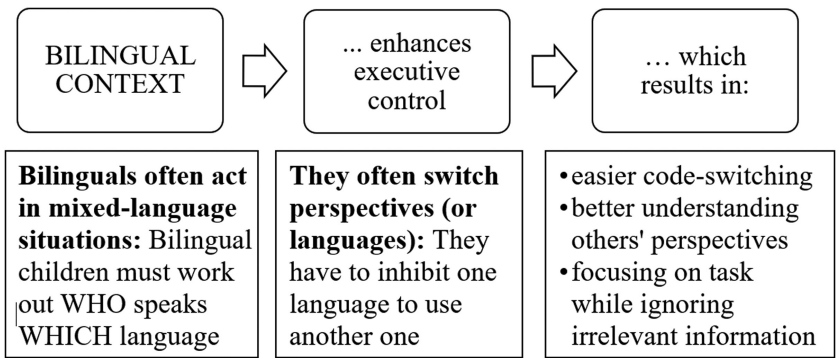 BILINGUAL
CONTEXT
... enhances
executive
control
… which
results in:
Bilinguals often act
in mixed-language
situations: Bilingual
children must work
out WHO speaks
WHICH language
They often switch
perspectives (or
languages): They
have to inhibit one
language to use
another one
•easier code-switching
•better understanding
others' perspectives
•focusing on task
while ignoring
irrelevant information